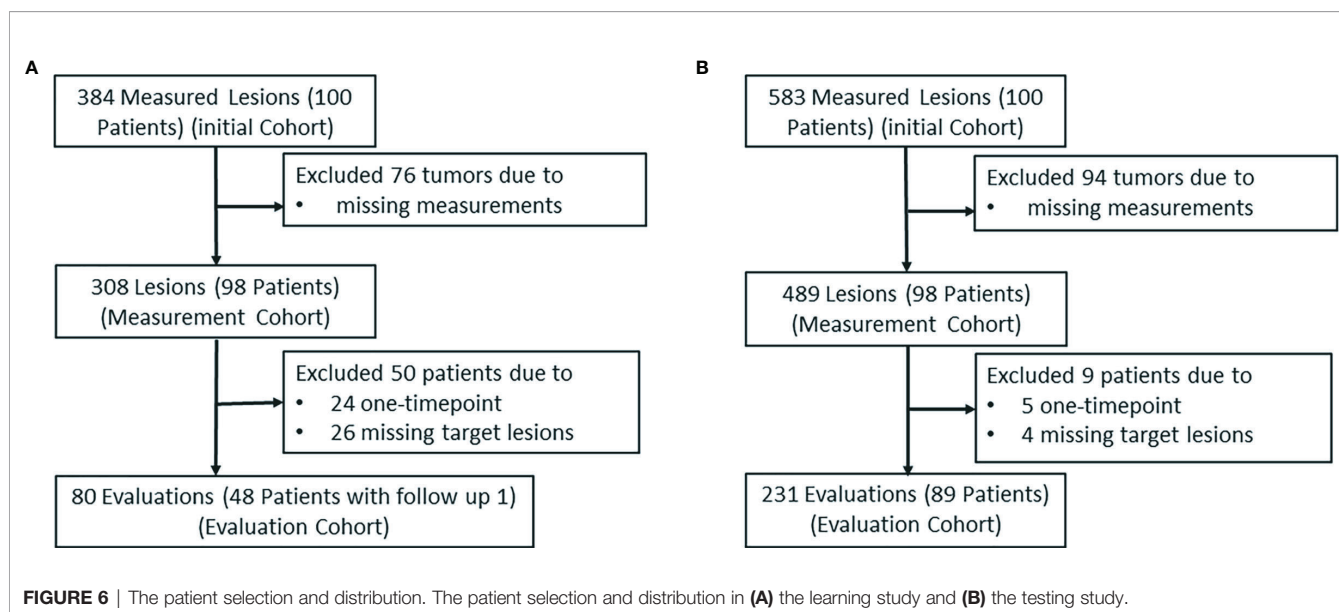 A
384 Measured Lesions (100
Patients) (initial Cohort)
Excluded 76 tumors due to
• missing measurements
308 Lesions (98 Patients)
(Measurement Cohort)
Excluded 50 patients due to
• 24 one-timepoint
• 26 missing target lesions
80 Evaluations (48 Patients with follow up 1)
(Evaluation Cohort)
B
583 Measured Lesions (100
Patients) (initial Cohort)
Excluded 94 tumors due to
• missing measurements
489 Lesions (98 Patients)
(Measurement Cohort)
Excluded 9 patients due to
• 5 one-timepoint
• 4 missing target lesions
231 Evaluations (89 Patients)
(Evaluation Cohort)
FIGURE 6 | The patient selection and distribution. The patient selection and distribution in (A) the learning study and (B) the testing study.